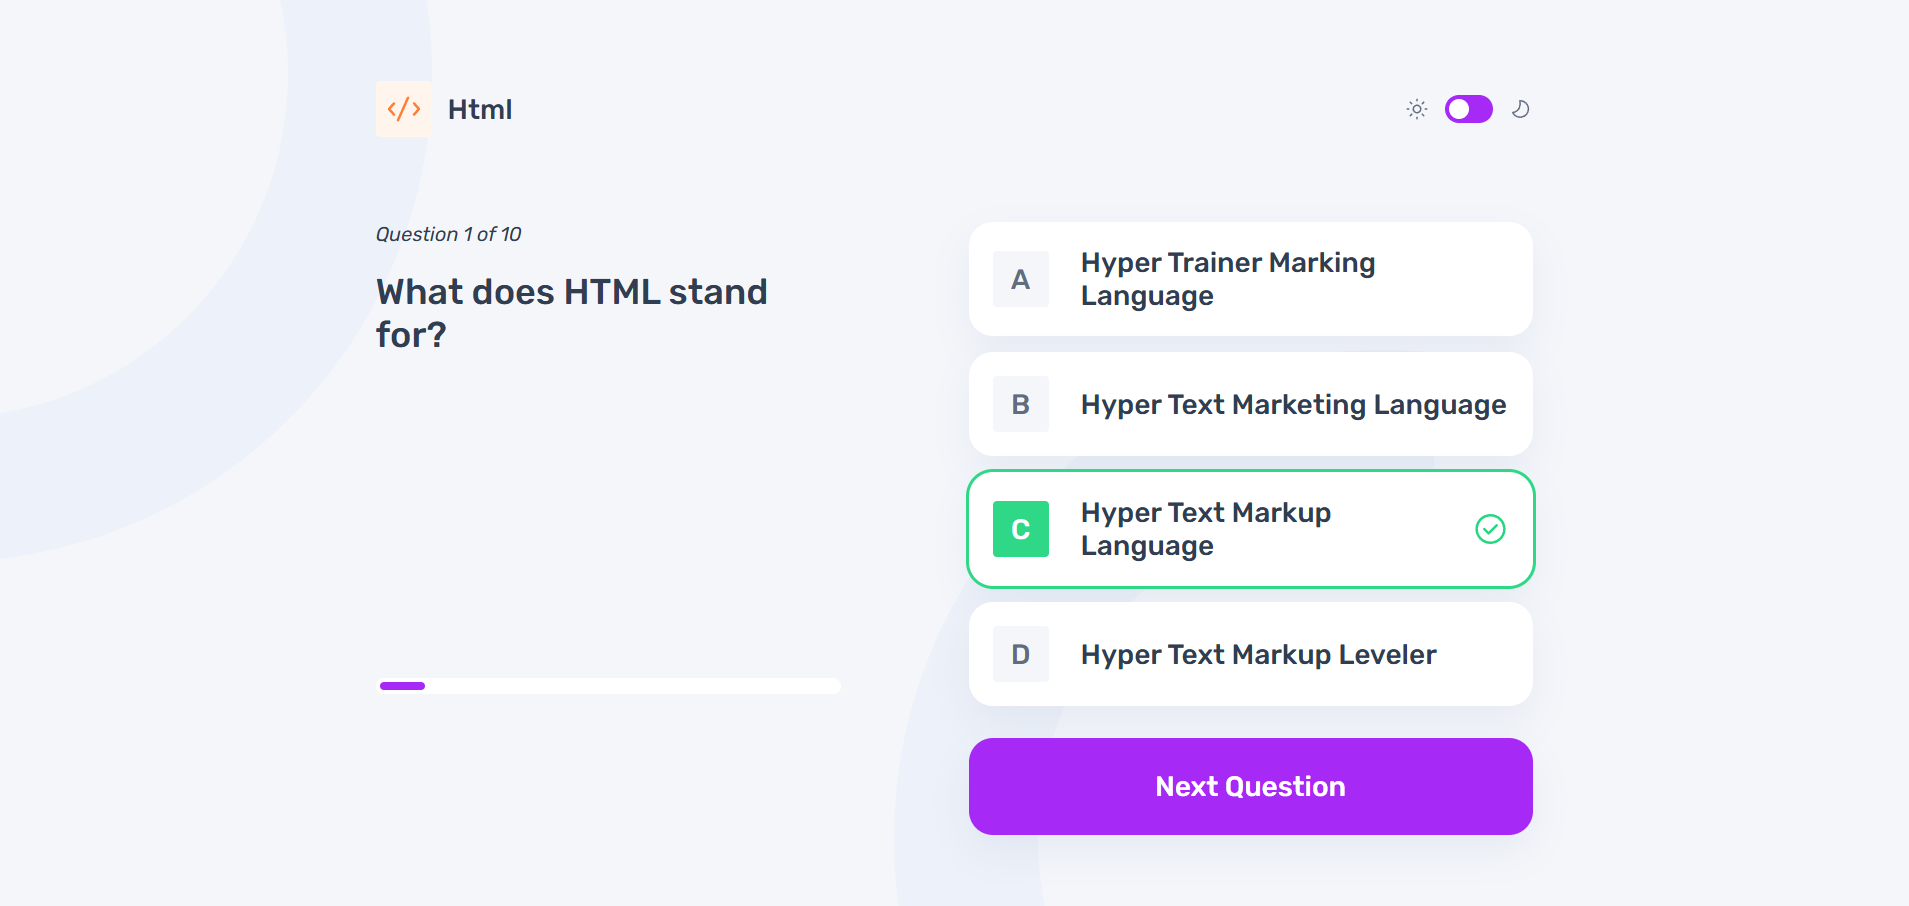 Html
Question 1 of 10
What does HTML stand
for?
A
Hyper Trainer Marking
Language
B
Hyper Text Marketing Language
C
Hyper Text Markup
Language
D
Hyper Text Markup Leveler
Next Question